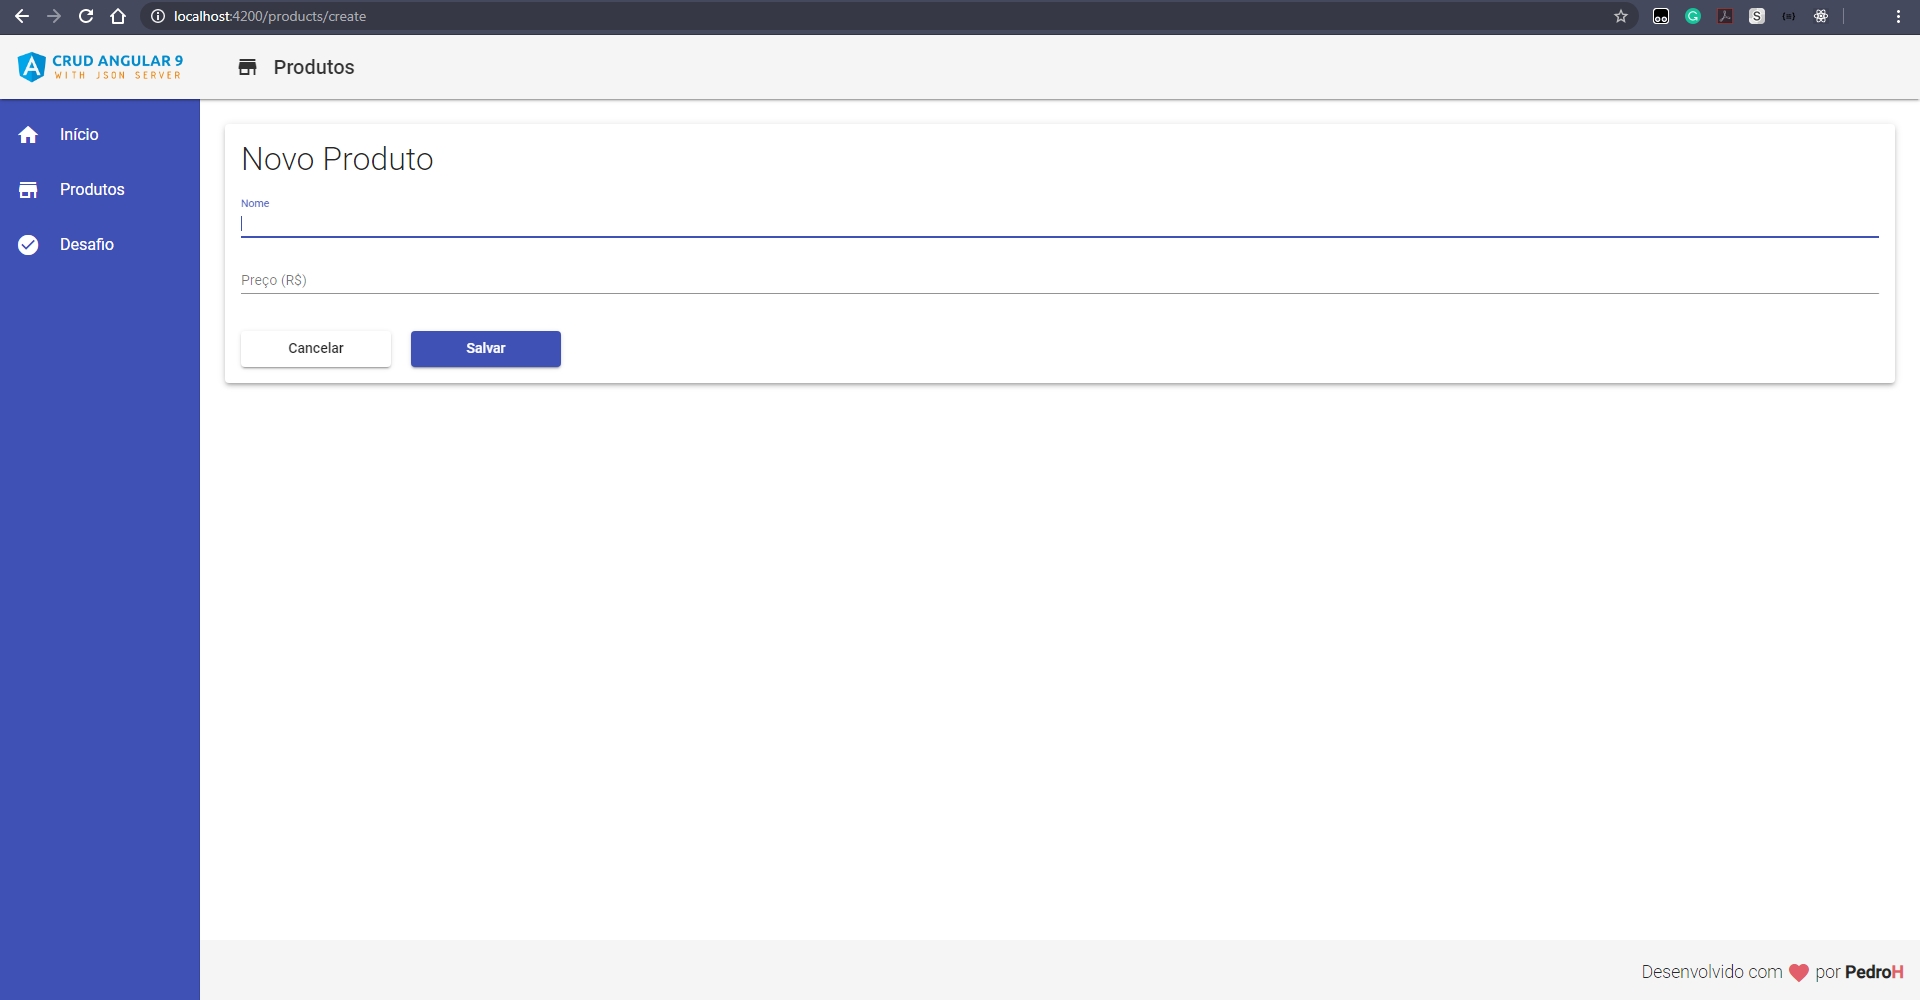 localhost:4200/products/create
CRUD ANGULAR 9
WITH JSON SERVER
Produtos
Início
Produtos
Desafio
Novo Produto
Nome
Preço (R$)
Cancelar
Salvar
Desenvolvido com por PedroH